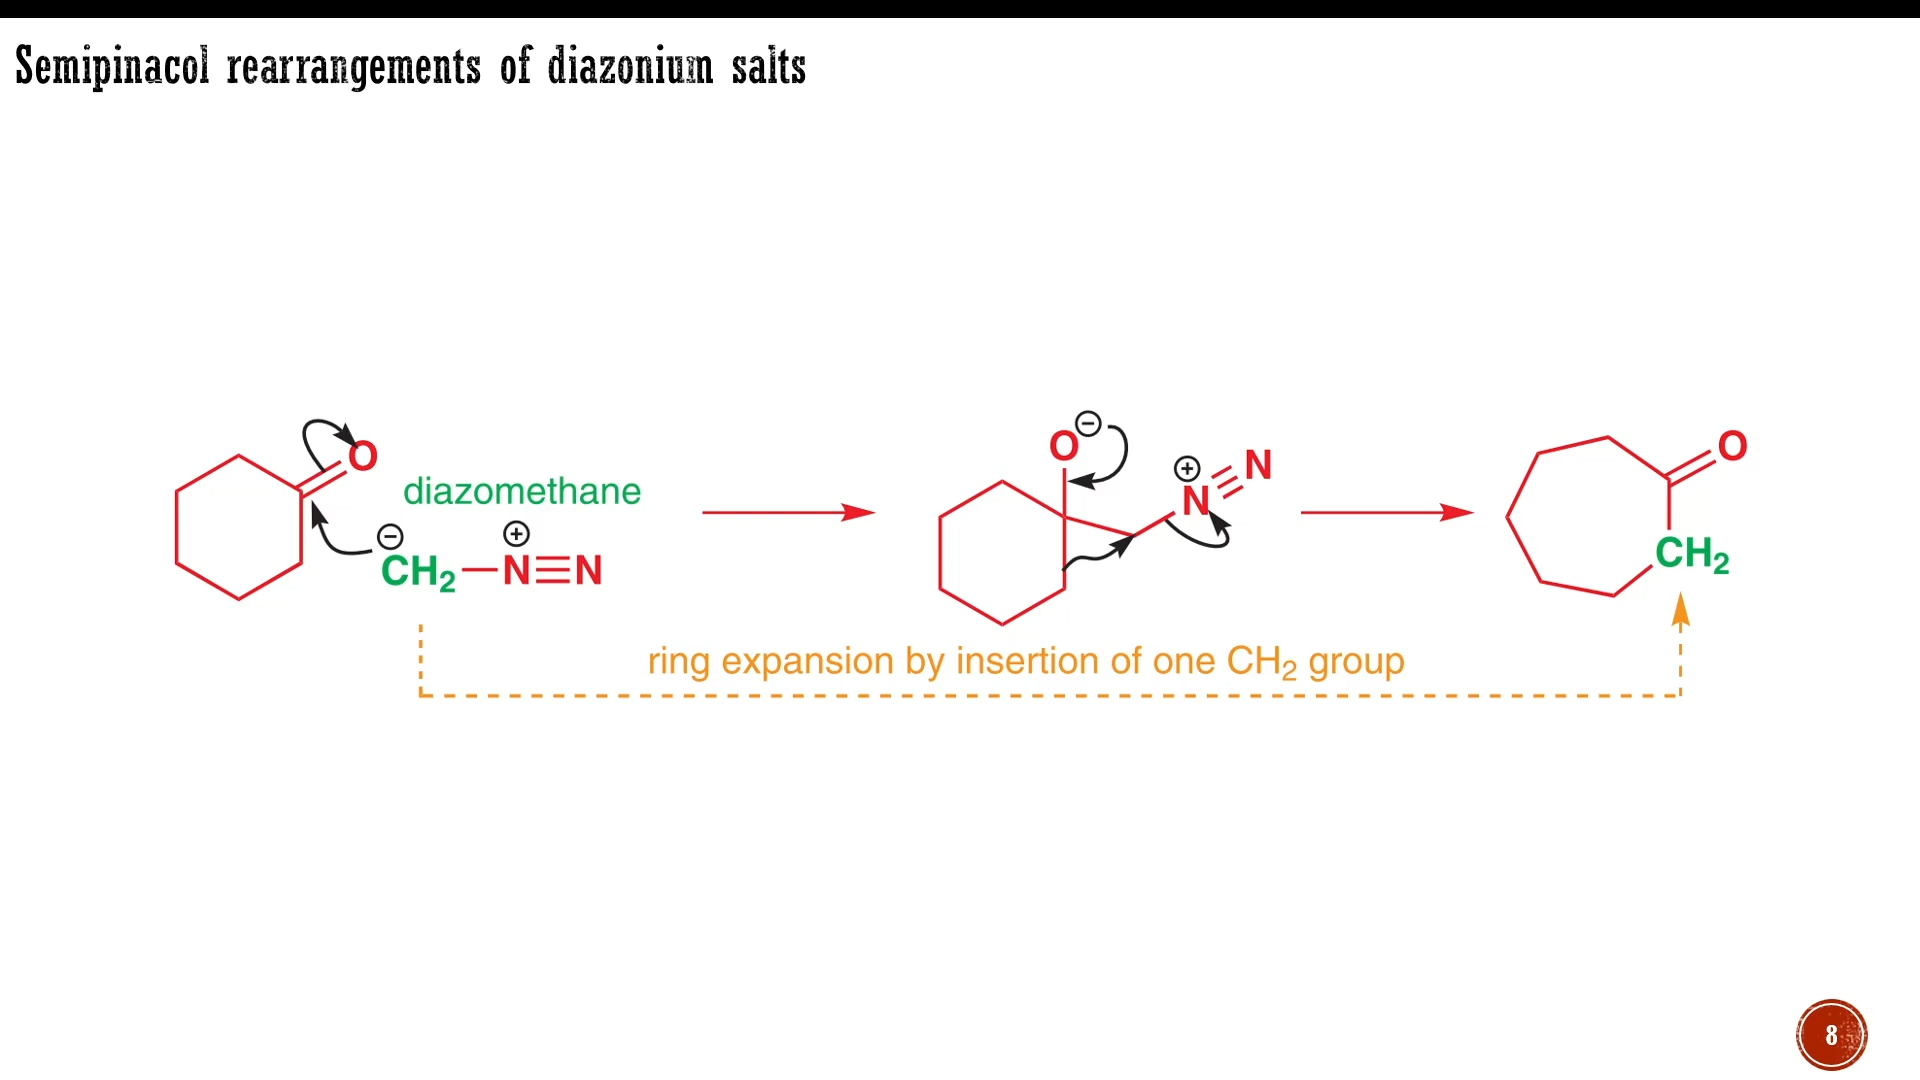 Semipinacol rearrangements of diazonium salts
O
diazomethane
⊖
⊕
CH₂—N≡N
O⊖
⊕
N≡N
O
CH₂
ring expansion by insertion of one CH₂ group
8